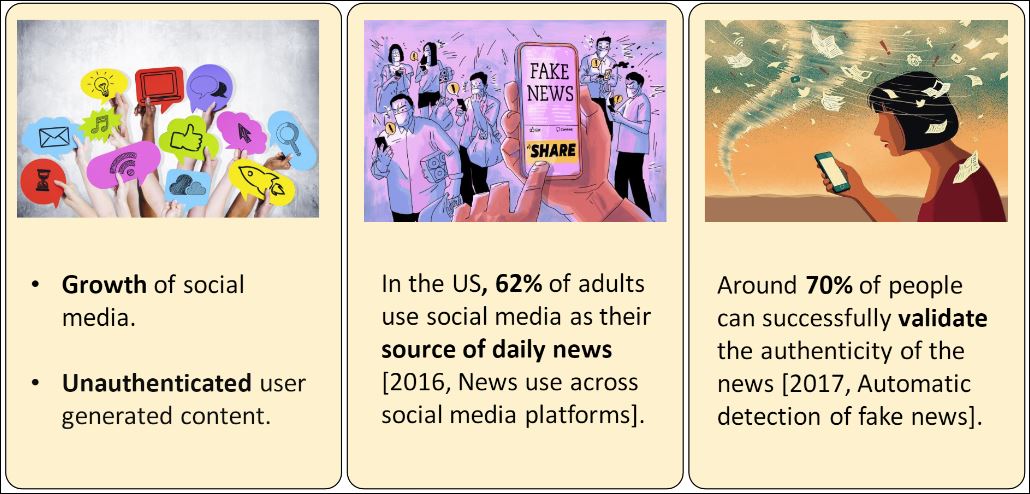 FAKE
NEWS
SHARE
• Growth of social
media.
• Unauthenticated user
generated content.
In the US, 62% of adults
use social media as their
source of daily news
[2016, News use across
social media platforms].
Around 70% of people
can successfully validate
the authenticity of the
news [2017, Automatic
detection of fake news].